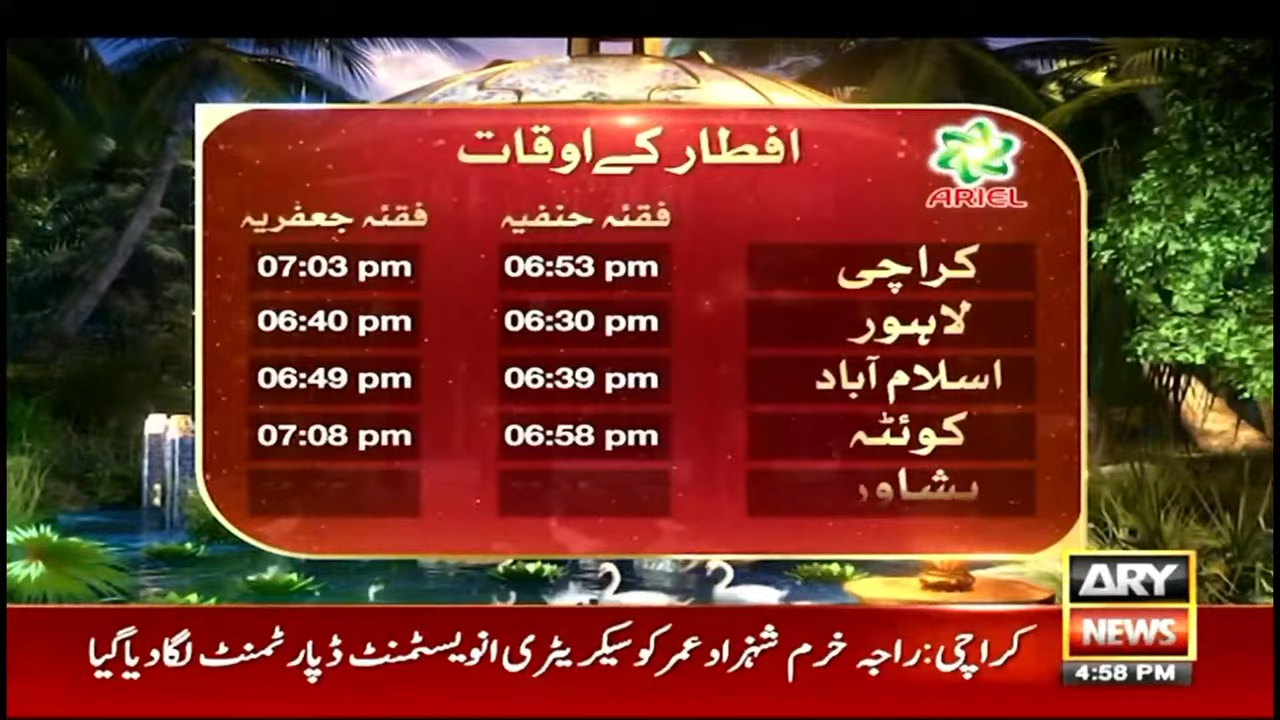 افطار کے اوقات
ARIEL
فقئہ حنفیہ فقئہ جعفریہ
کراچی 06:53 pm 07:03 pm
لاہور 06:30 pm 06:40 pm
اسلام آباد 06:39 pm 06:49 pm
کوئٹہ 06:58 pm 07:08 pm
پشاور
ARY
NEWS
4:58 PM
کراچی:راجہ خرم شہزاد عمر کو سیکریٹری انویسٹمنٹ ڈپارٹمنٹ لگا دیا گیا